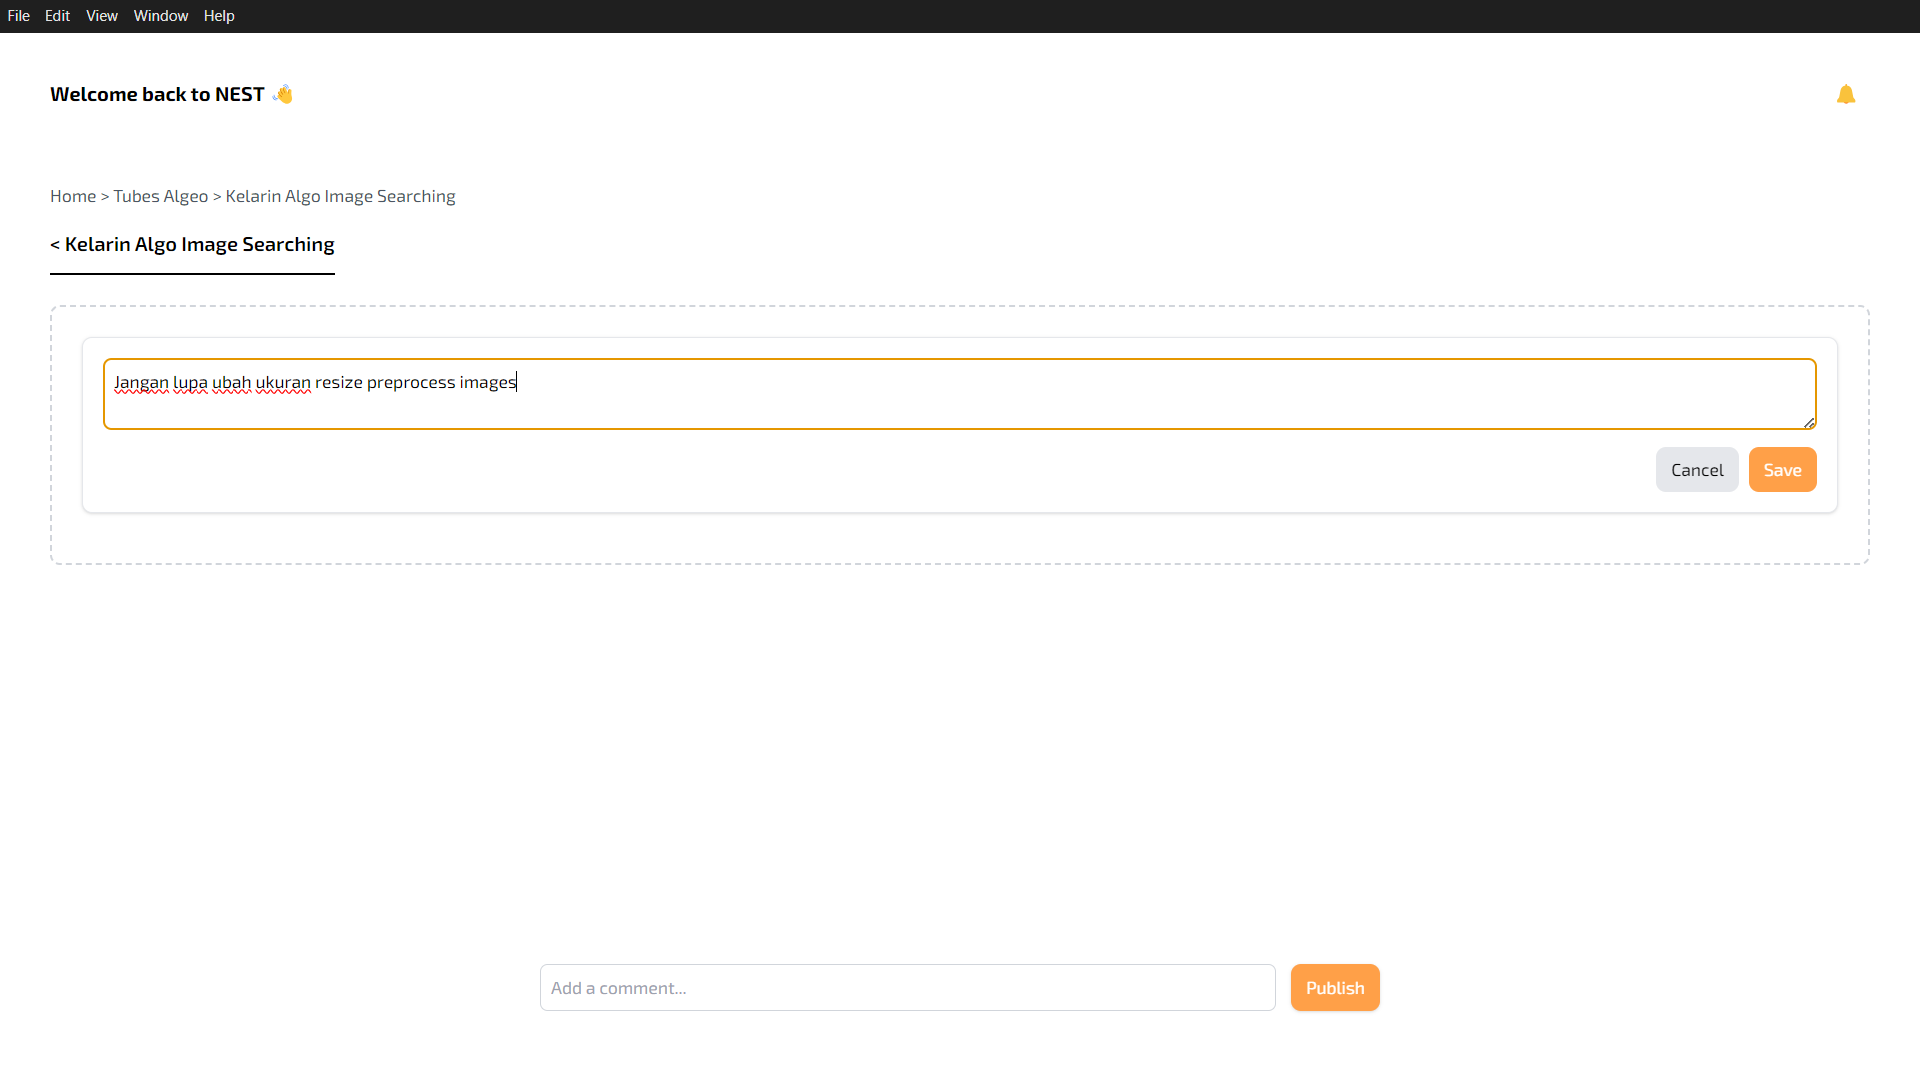 File Edit View Window Help
Welcome back to NEST 👋
Home > Tubes Algeo > Kelarin Algo Image Searching
< Kelarin Algo Image Searching
Jangan lupa ubah ukuran resize preprocess images
Cancel Save
Add a comment... Publish